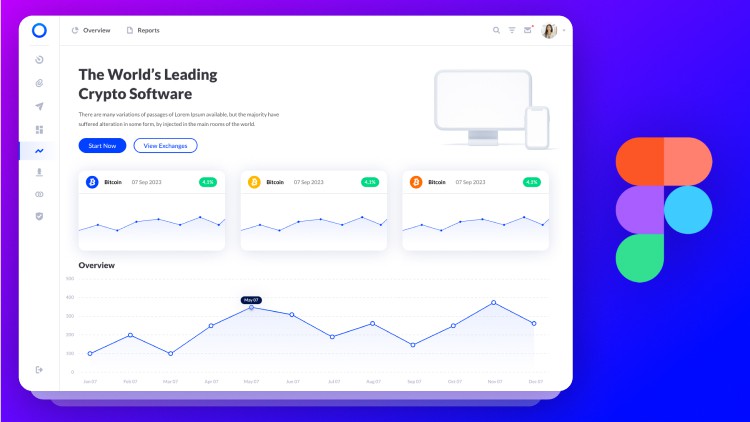 Overview
Reports
The World's Leading
Crypto Software
There are many variations of passages of Lorem Ipsum available, but the majority have
suffered alteration in some form, by injected in the main moms of the world.
Start Now
View Exchanges
Bitcoin 07 Sep 2023 4.3%
Bitcoin 07 Sep 2023 4.3%
Bitcoin 07 Sep 2023 4.3%
Overview
500
400
300
200
100
0
May 07
Jan 07 Feb 07 Mar 07 Apr 07 May 07 Jun 07 Jul 07 Aug 07 Sep 07 Oct 07 Nov 07 Dec 07